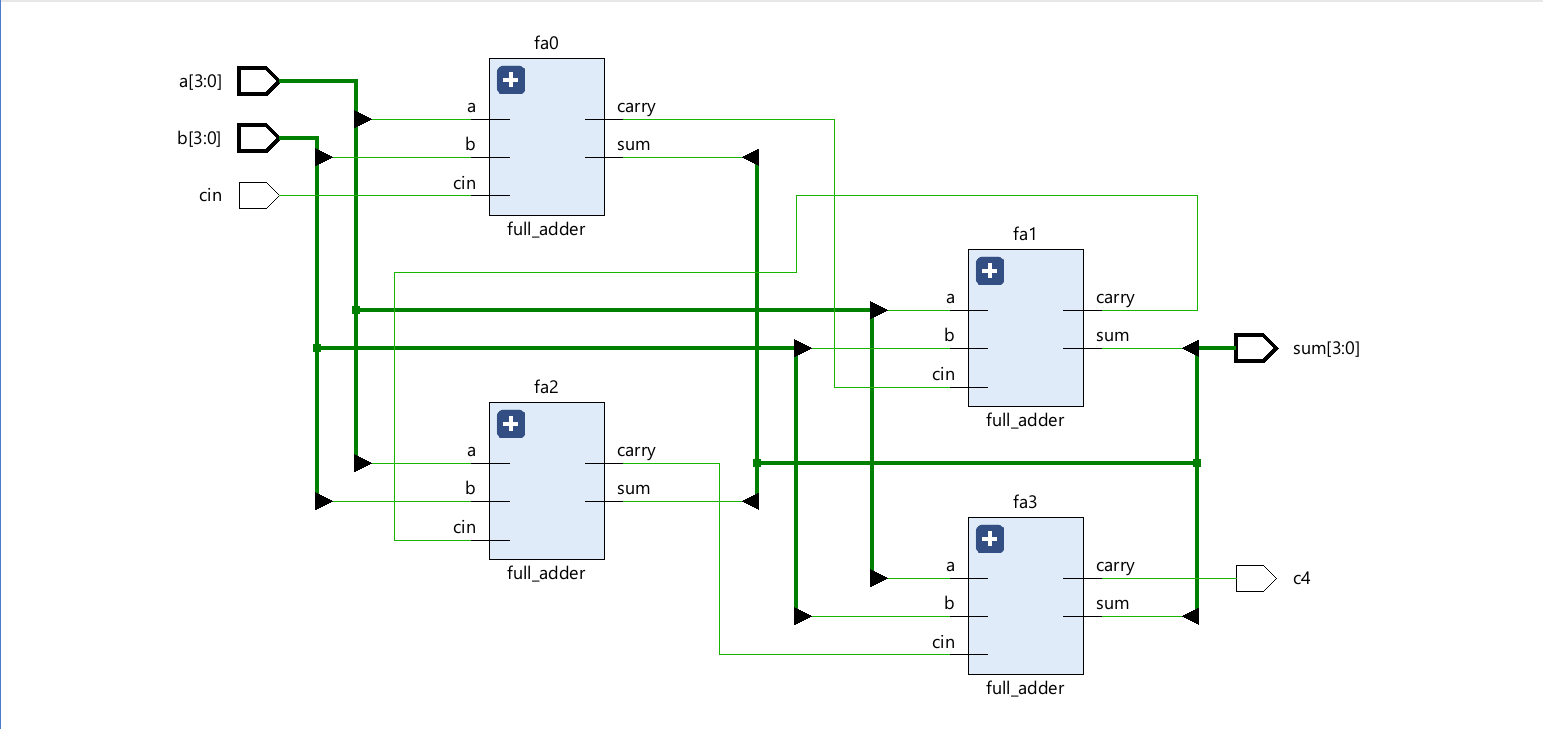 fa0
a[3:0]
a
carry
b[3:0]
b
sum
cin
cin
full_adder
fa1
a
carry
b
sum
sum[3:0]
cin
full_adder
fa2
a
carry
b
sum
cin
full_adder
fa3
a
carry
c4
b
sum
cin
full_adder